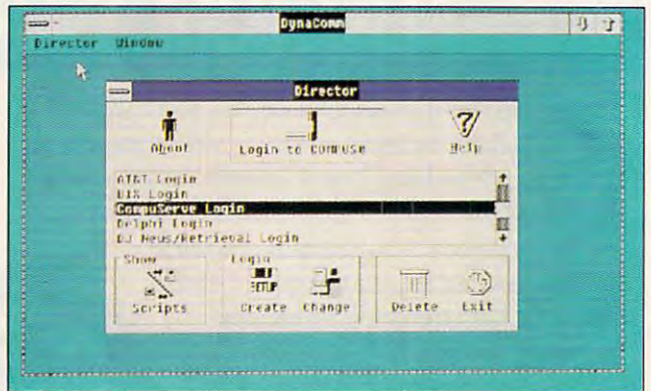 DynaComm
Director Window
Director
About
Login to COMPUSE
Help
AT&T Login
BIX Login
CompuServe Login
Delphi Login
DJ News/Retrieval Login
Show
Login
SETUP
Scripts
Create Change
Delete Exit